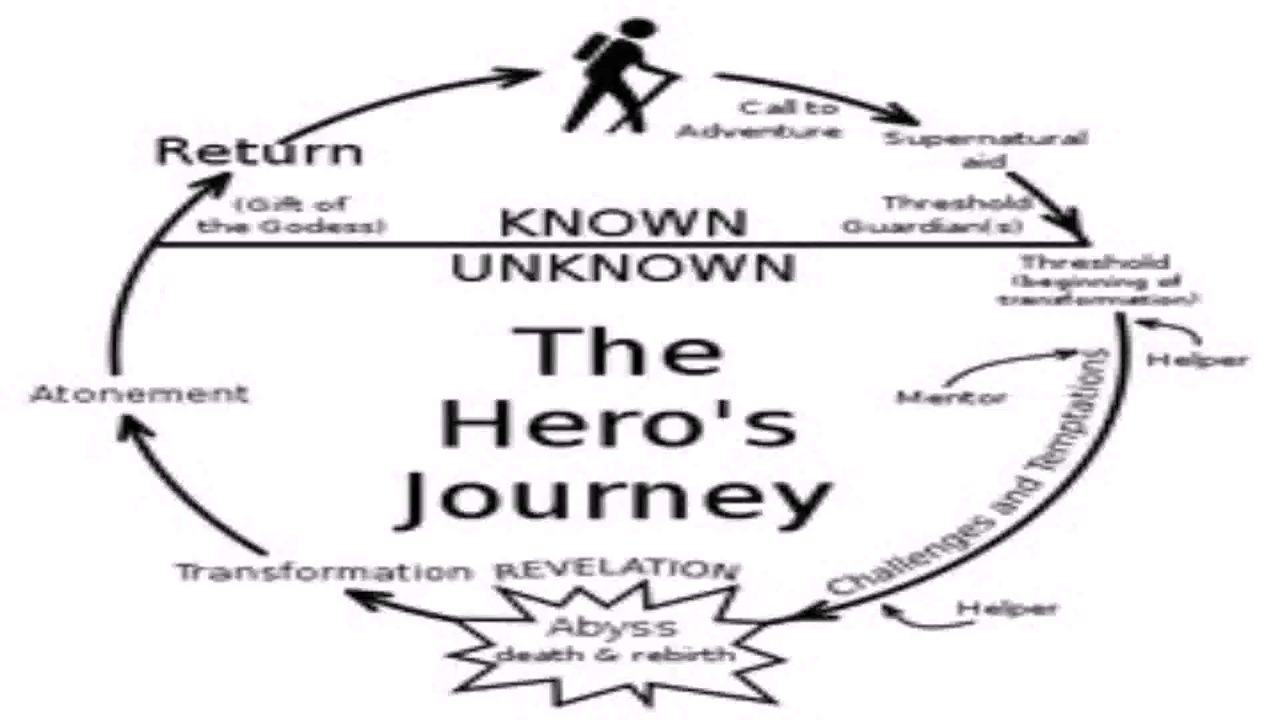 Call to
Adventure
Supernatural
aid
Return
(Gift of
the Godess)
KNOWN
Threshold
Guardian(s)
UNKNOWN
Threshold
(beginning of
transformation)
Helper
The
Hero's
Journey
Mentor
Atonement
Challenges and Temptations
Transformation
REVELATION
Helper
Abyss
death & rebirth